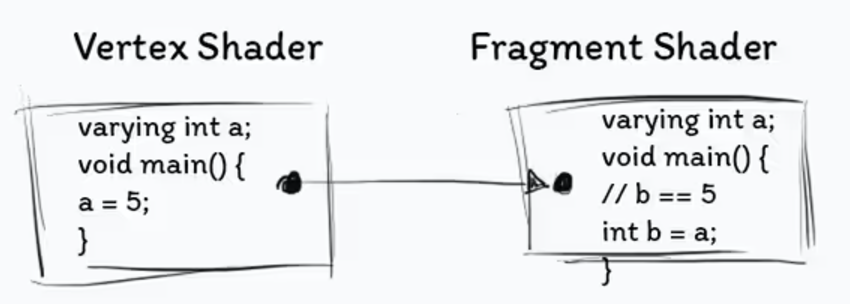 Vertex Shader
varying int a;
void main() {
a = 5;
}
Fragment Shader
varying int a;
void main() {
// b == 5
int b = a;
}